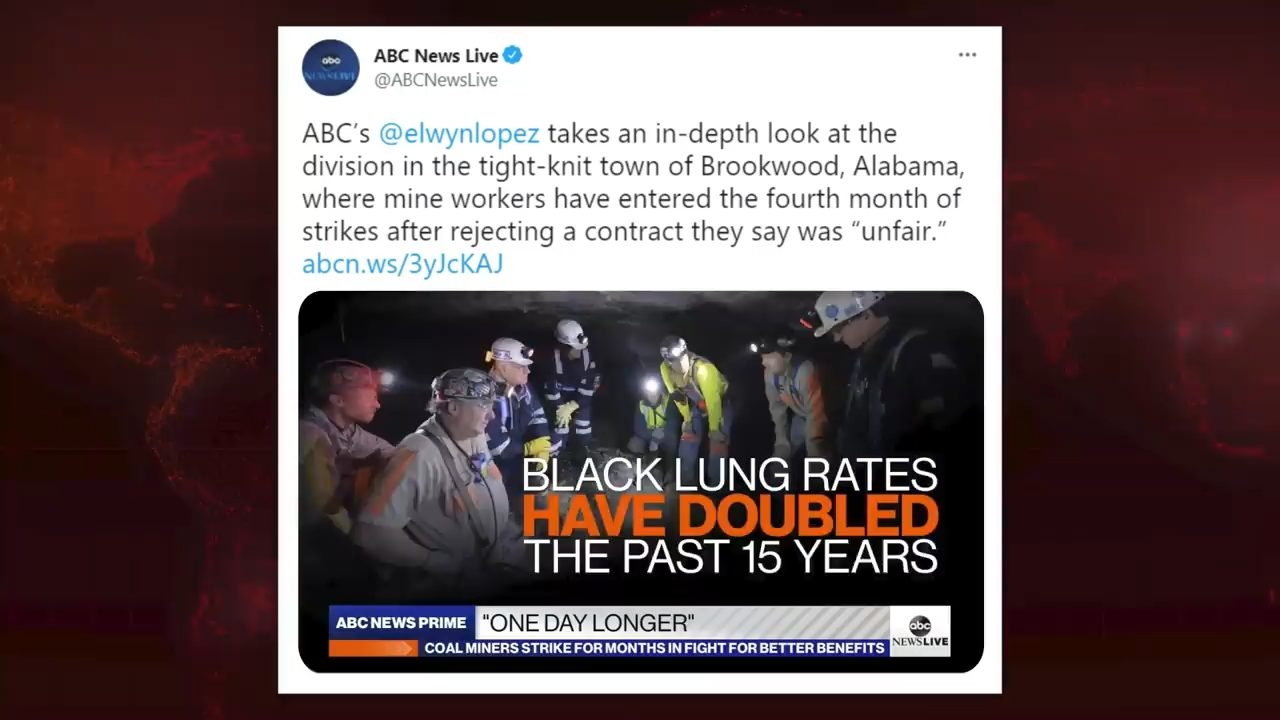 abc
NEWSLIVE
ABC News Live
@ABCNewsLive
ABC’s @elwynlopez takes an in-depth look at the
division in the tight-knit town of Brookwood, Alabama,
where mine workers have entered the fourth month of
strikes after rejecting a contract they say was “unfair.”
abcn.ws/3yJcKAJ
BLACK LUNG RATES
HAVE DOUBLED
THE PAST 15 YEARS
ABC NEWS PRIME
"ONE DAY LONGER"
COAL MINERS STRIKE FOR MONTHS IN FIGHT FOR BETTER BENEFITS
abc
NEWSLIVE